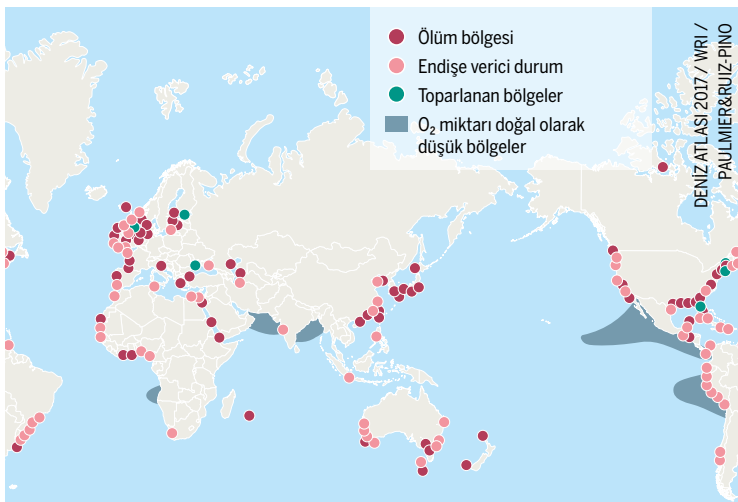 Ölüm bölgesi
Endişe verici durum
Toparlanan bölgeler
O₂ miktarı doğal olarak
düşük bölgeler
DENİZ ATLASI 2017 / WRI /
PAULMIER&RUIZ-PINO